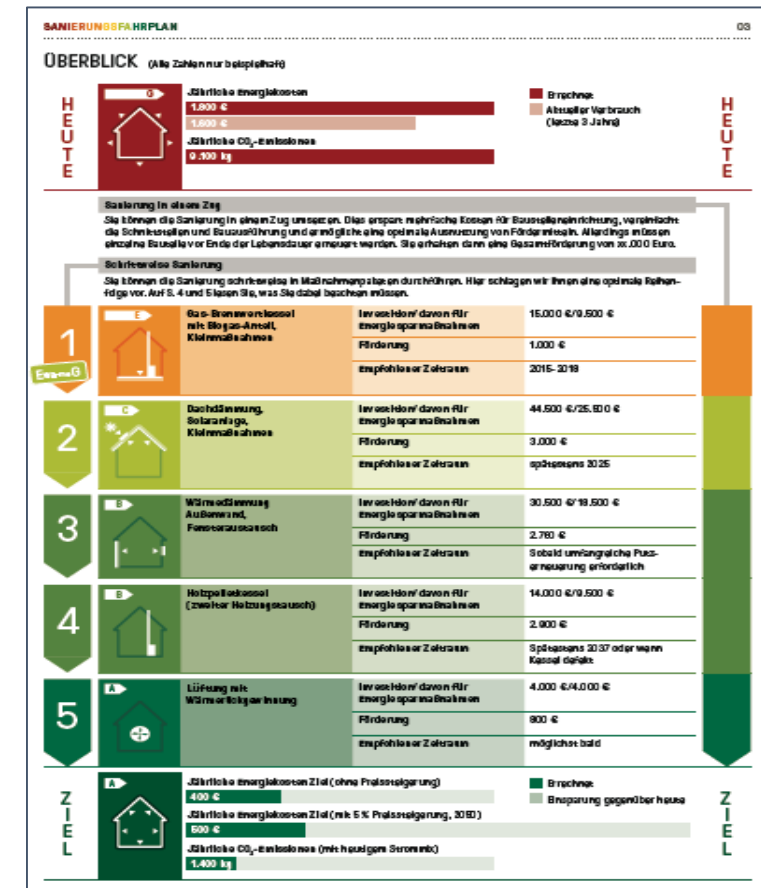 SANIERUNGSFAHRPLAN
03
ÜBERBLICK (Alle Zahlen nur beispielhaft)
HEUTE
G
Jährliche Energiekosten
1.800 €
1.600 €
Jährliche CO₂-Emissionen
9.100 kg
Errechnet
Aktueller Verbrauch
(letzte 3 Jahre)
HEUTE
Sanierung in einem Zug
Sie können die Sanierung in einem Zug umsetzen. Dies erspart mehrfache Kosten für Baustelleneinrichtung, vereinfacht
die Schnittstellen und Bauausführung und ermöglicht eine optimale Ausnutzung von Fördermitteln. Allerdings müssen
einzelne Bauteile vor Ende der Lebensdauer erneuert werden. Sie erhalten dann eine Gesamtförderung von xx.000 Euro.
Schrittweise Sanierung
Sie können die Sanierung schrittweise in Maßnahmenpaketen durchführen. Hier schlagen wir Ihnen eine optimale Reihen-
folge vor. Auf S. 4 und 5 lesen Sie, was Sie dabei beachten müssen.
1
E
Gas-Brennwertkessel
mit Biogas-Anteil,
Kleinmaßnahmen
Investition/davon für
Energiesparmaßnahmen
15.000 €/9.500 €
Förderung
1.000 €
Empfohlener Zeitraum
2015-2018
2
C
Dachdämmung,
Solaranlage,
Kleinmaßnahmen
Investition/davon für
Energiesparmaßnahmen
44.500 €/25.500 €
Förderung
3.000 €
Empfohlener Zeitraum
spätestens 2025
3
B
Wärmedämmung
Außenwand,
Fensteraustausch
Investition/davon für
Energiesparmaßnahmen
30.500 €/18.500 €
Förderung
2.760 €
Empfohlener Zeitraum
Sobald umfangreiche Putz-
erneuerung erforderlich
4
B
Holzpelletkessel
(zweiter Heizungstausch)
Investition/davon für
Energiesparmaßnahmen
14.000 €/9.500 €
Förderung
2.900 €
Empfohlener Zeitraum
Spätestens 2037 oder wenn
Kessel defekt
5
A
Lüftung mit
Wärmerückgewinnung
Investition/davon für
Energiesparmaßnahmen
4.000 €/4.000 €
Förderung
800 €
Empfohlener Zeitraum
möglichst bald
ZIEL
A
Jährliche Energiekosten Ziel (ohne Preissteigerung)
400 €
Jährliche Energiekosten Ziel (mit 5 % Preissteigerung, 2050)
500 €
Jährliche CO₂-Emissionen (mit heutigem Strommix)
1.400 kg
Errechnet
Einsparung gegenüber heute
ZIEL